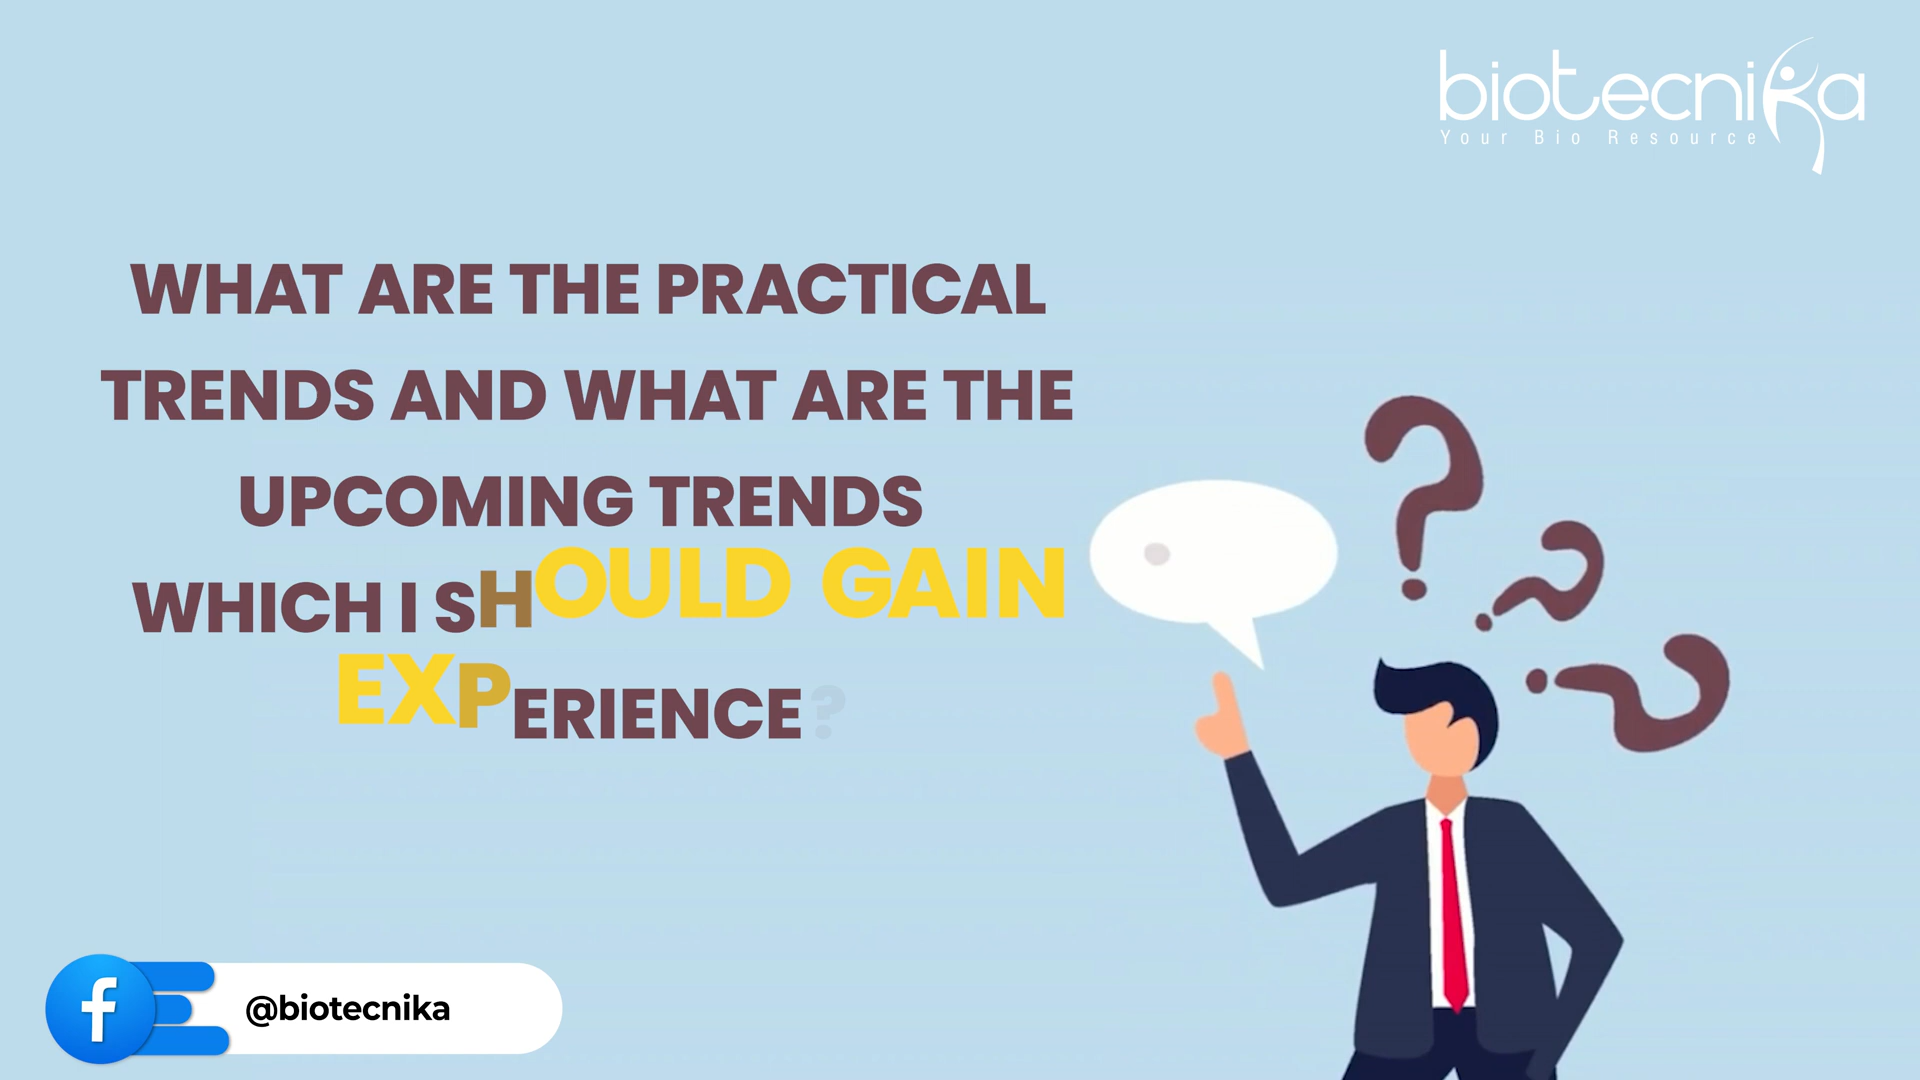 biotecnika
Your Bio Resource
WHAT ARE THE PRACTICAL
TRENDS AND WHAT ARE THE
UPCOMING TRENDS
WHICH I SHOULD GAIN
EXPERIENCE?
@biotecnika